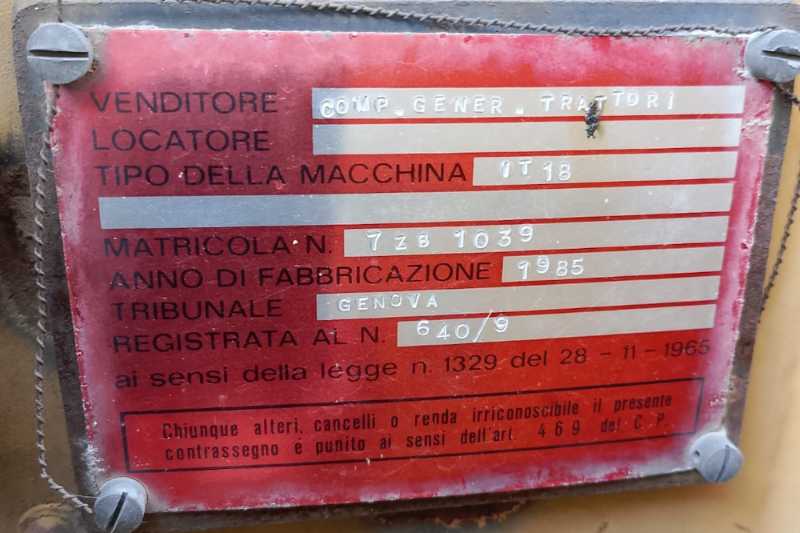 VENDITORE COMP. GENER. TRATTORI
LOCATORE
TIPO DELLA MACCHINA IT 18
MATRICOLA N. 7ZB 1039
ANNO DI FABBRICAZIONE 1985
TRIBUNALE GENOVA
REGISTRATA AL N. 640/9
ai sensi della legge n. 1329 del 28 - 11 - 1965
Chiunque alteri, cancelli o renda irriconoscibile il presente
contrassegno è punito ai sensi dell'art. 469 del C.P.